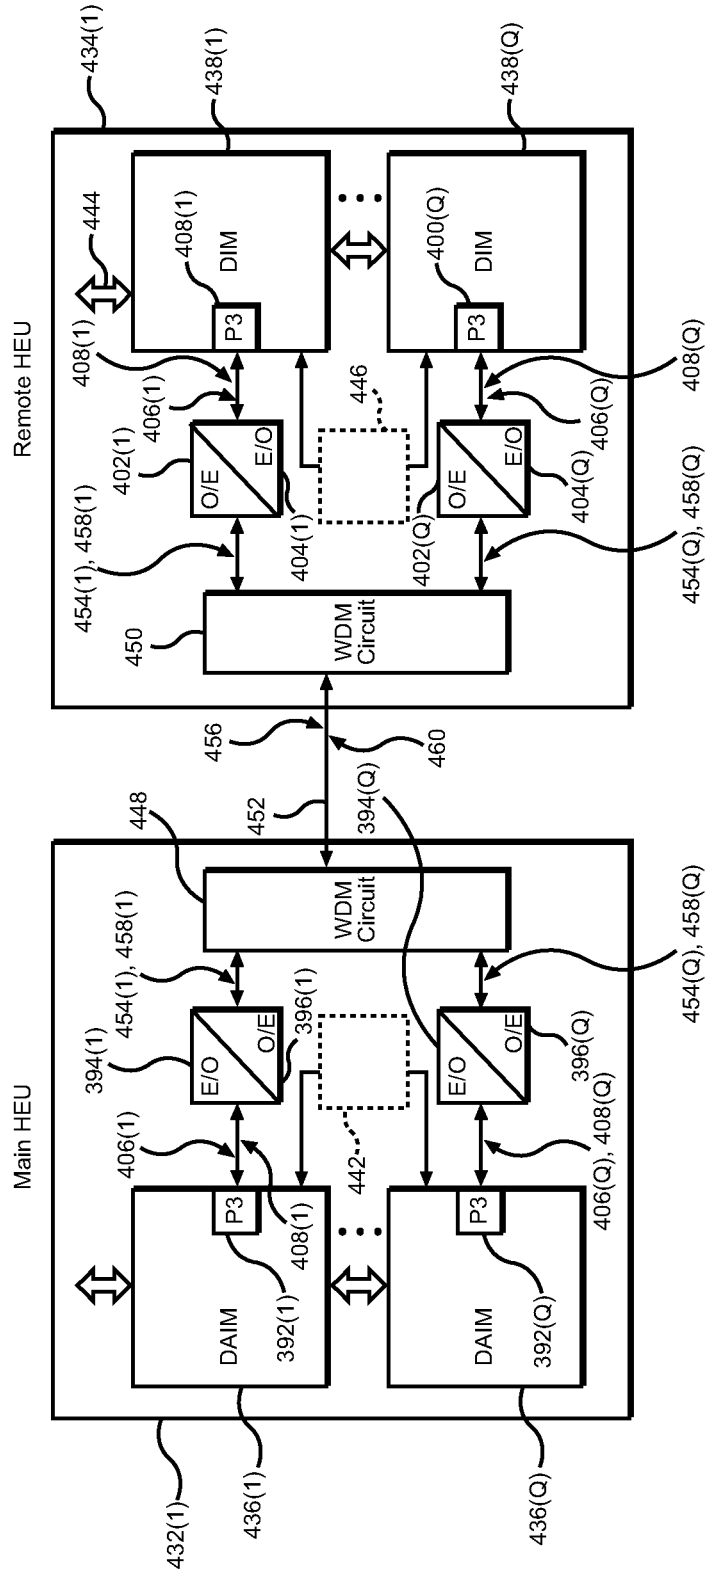 Main HEU
Remote HEU
432(1)
436(1)
436(Q)
DAIM
DAIM
P3
P3
392(1)
392(Q)
406(1)
408(1)
406(Q), 408(Q)
394(1)
E/O
O/E
396(1)
442
394(Q)
E/O
O/E
396(Q)
454(1), 458(1)
454(Q), 458(Q)
448
WDM
Circuit
452
456
460
450
WDM
Circuit
454(1), 458(1)
454(Q), 458(Q)
402(1)
O/E
E/O
404(1)
446
402(Q)
O/E
E/O
404(Q)
406(1)
408(1)
406(Q)
408(Q)
444
408(1)
P3
DIM
400(Q)
P3
DIM
434(1)
438(1)
438(Q)